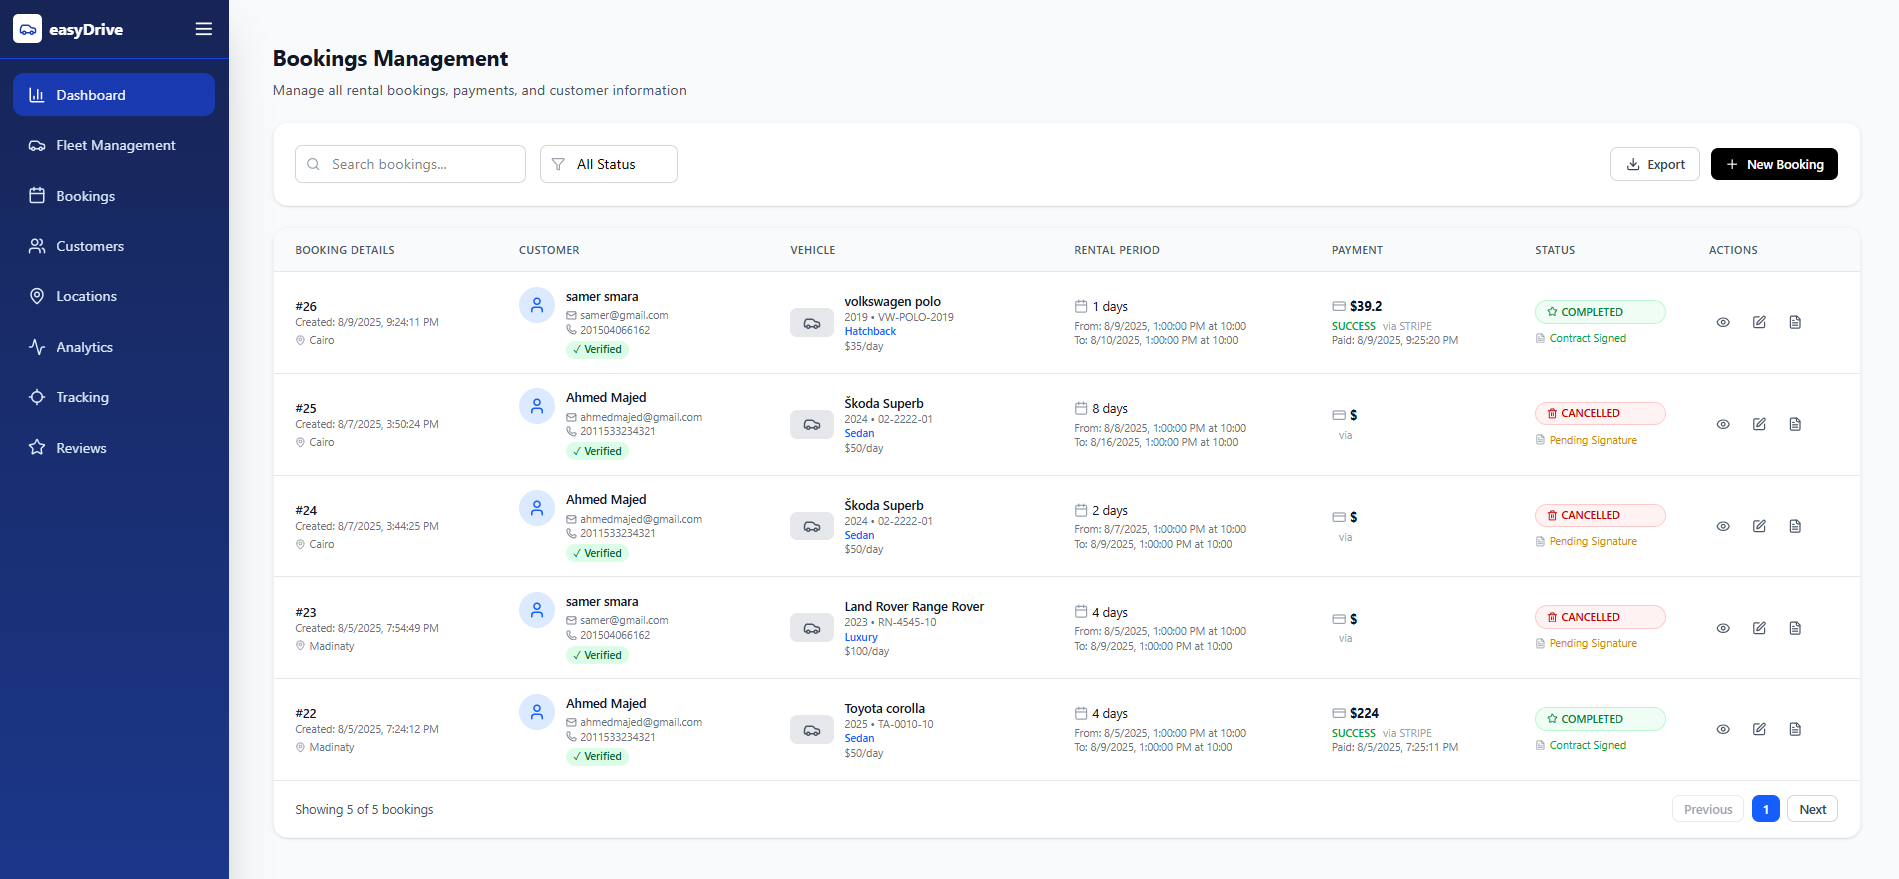 easyDrive
Dashboard
Fleet Management
Bookings
Customers
Locations
Analytics
Tracking
Reviews
Bookings Management
Manage all rental bookings, payments, and customer information
Search bookings...
All Status
Export
New Booking
BOOKING DETAILS CUSTOMER VEHICLE RENTAL PERIOD PAYMENT STATUS ACTIONS
#26
Created: 8/9/2025, 9:24:11 PM
Cairo
samer smara
samer@gmail.com
201504066162
✓ Verified
volkswagen polo
2019 • VW-POLO-2019
Hatchback
$35/day
1 days
From: 8/9/2025, 1:00:00 PM at 10:00
To: 8/10/2025, 1:00:00 PM at 10:00
$39.2
SUCCESS via STRIPE
Paid: 8/9/2025, 9:25:20 PM
COMPLETED
Contract Signed
#25
Created: 8/7/2025, 3:50:24 PM
Cairo
Ahmed Majed
ahmedmajed@gmail.com
2011533234321
✓ Verified
Škoda Superb
2024 • 02-2222-01
Sedan
$50/day
8 days
From: 8/8/2025, 1:00:00 PM at 10:00
To: 8/16/2025, 1:00:00 PM at 10:00
$
via
CANCELLED
Pending Signature
#24
Created: 8/7/2025, 3:44:25 PM
Cairo
Ahmed Majed
ahmedmajed@gmail.com
2011533234321
✓ Verified
Škoda Superb
2024 • 02-2222-01
Sedan
$50/day
2 days
From: 8/7/2025, 1:00:00 PM at 10:00
To: 8/9/2025, 1:00:00 PM at 10:00
$
via
CANCELLED
Pending Signature
#23
Created: 8/5/2025, 7:54:49 PM
Madinaty
samer smara
samer@gmail.com
201504066162
✓ Verified
Land Rover Range Rover
2023 • RN-4545-10
Luxury
$100/day
4 days
From: 8/5/2025, 1:00:00 PM at 10:00
To: 8/9/2025, 1:00:00 PM at 10:00
$
via
CANCELLED
Pending Signature
#22
Created: 8/5/2025, 7:24:12 PM
Madinaty
Ahmed Majed
ahmedmajed@gmail.com
2011533234321
✓ Verified
Toyota corolla
2025 • TA-0010-10
Sedan
$50/day
4 days
From: 8/5/2025, 1:00:00 PM at 10:00
To: 8/9/2025, 1:00:00 PM at 10:00
$224
SUCCESS via STRIPE
Paid: 8/5/2025, 7:25:11 PM
COMPLETED
Contract Signed
Showing 5 of 5 bookings
Previous 1 Next